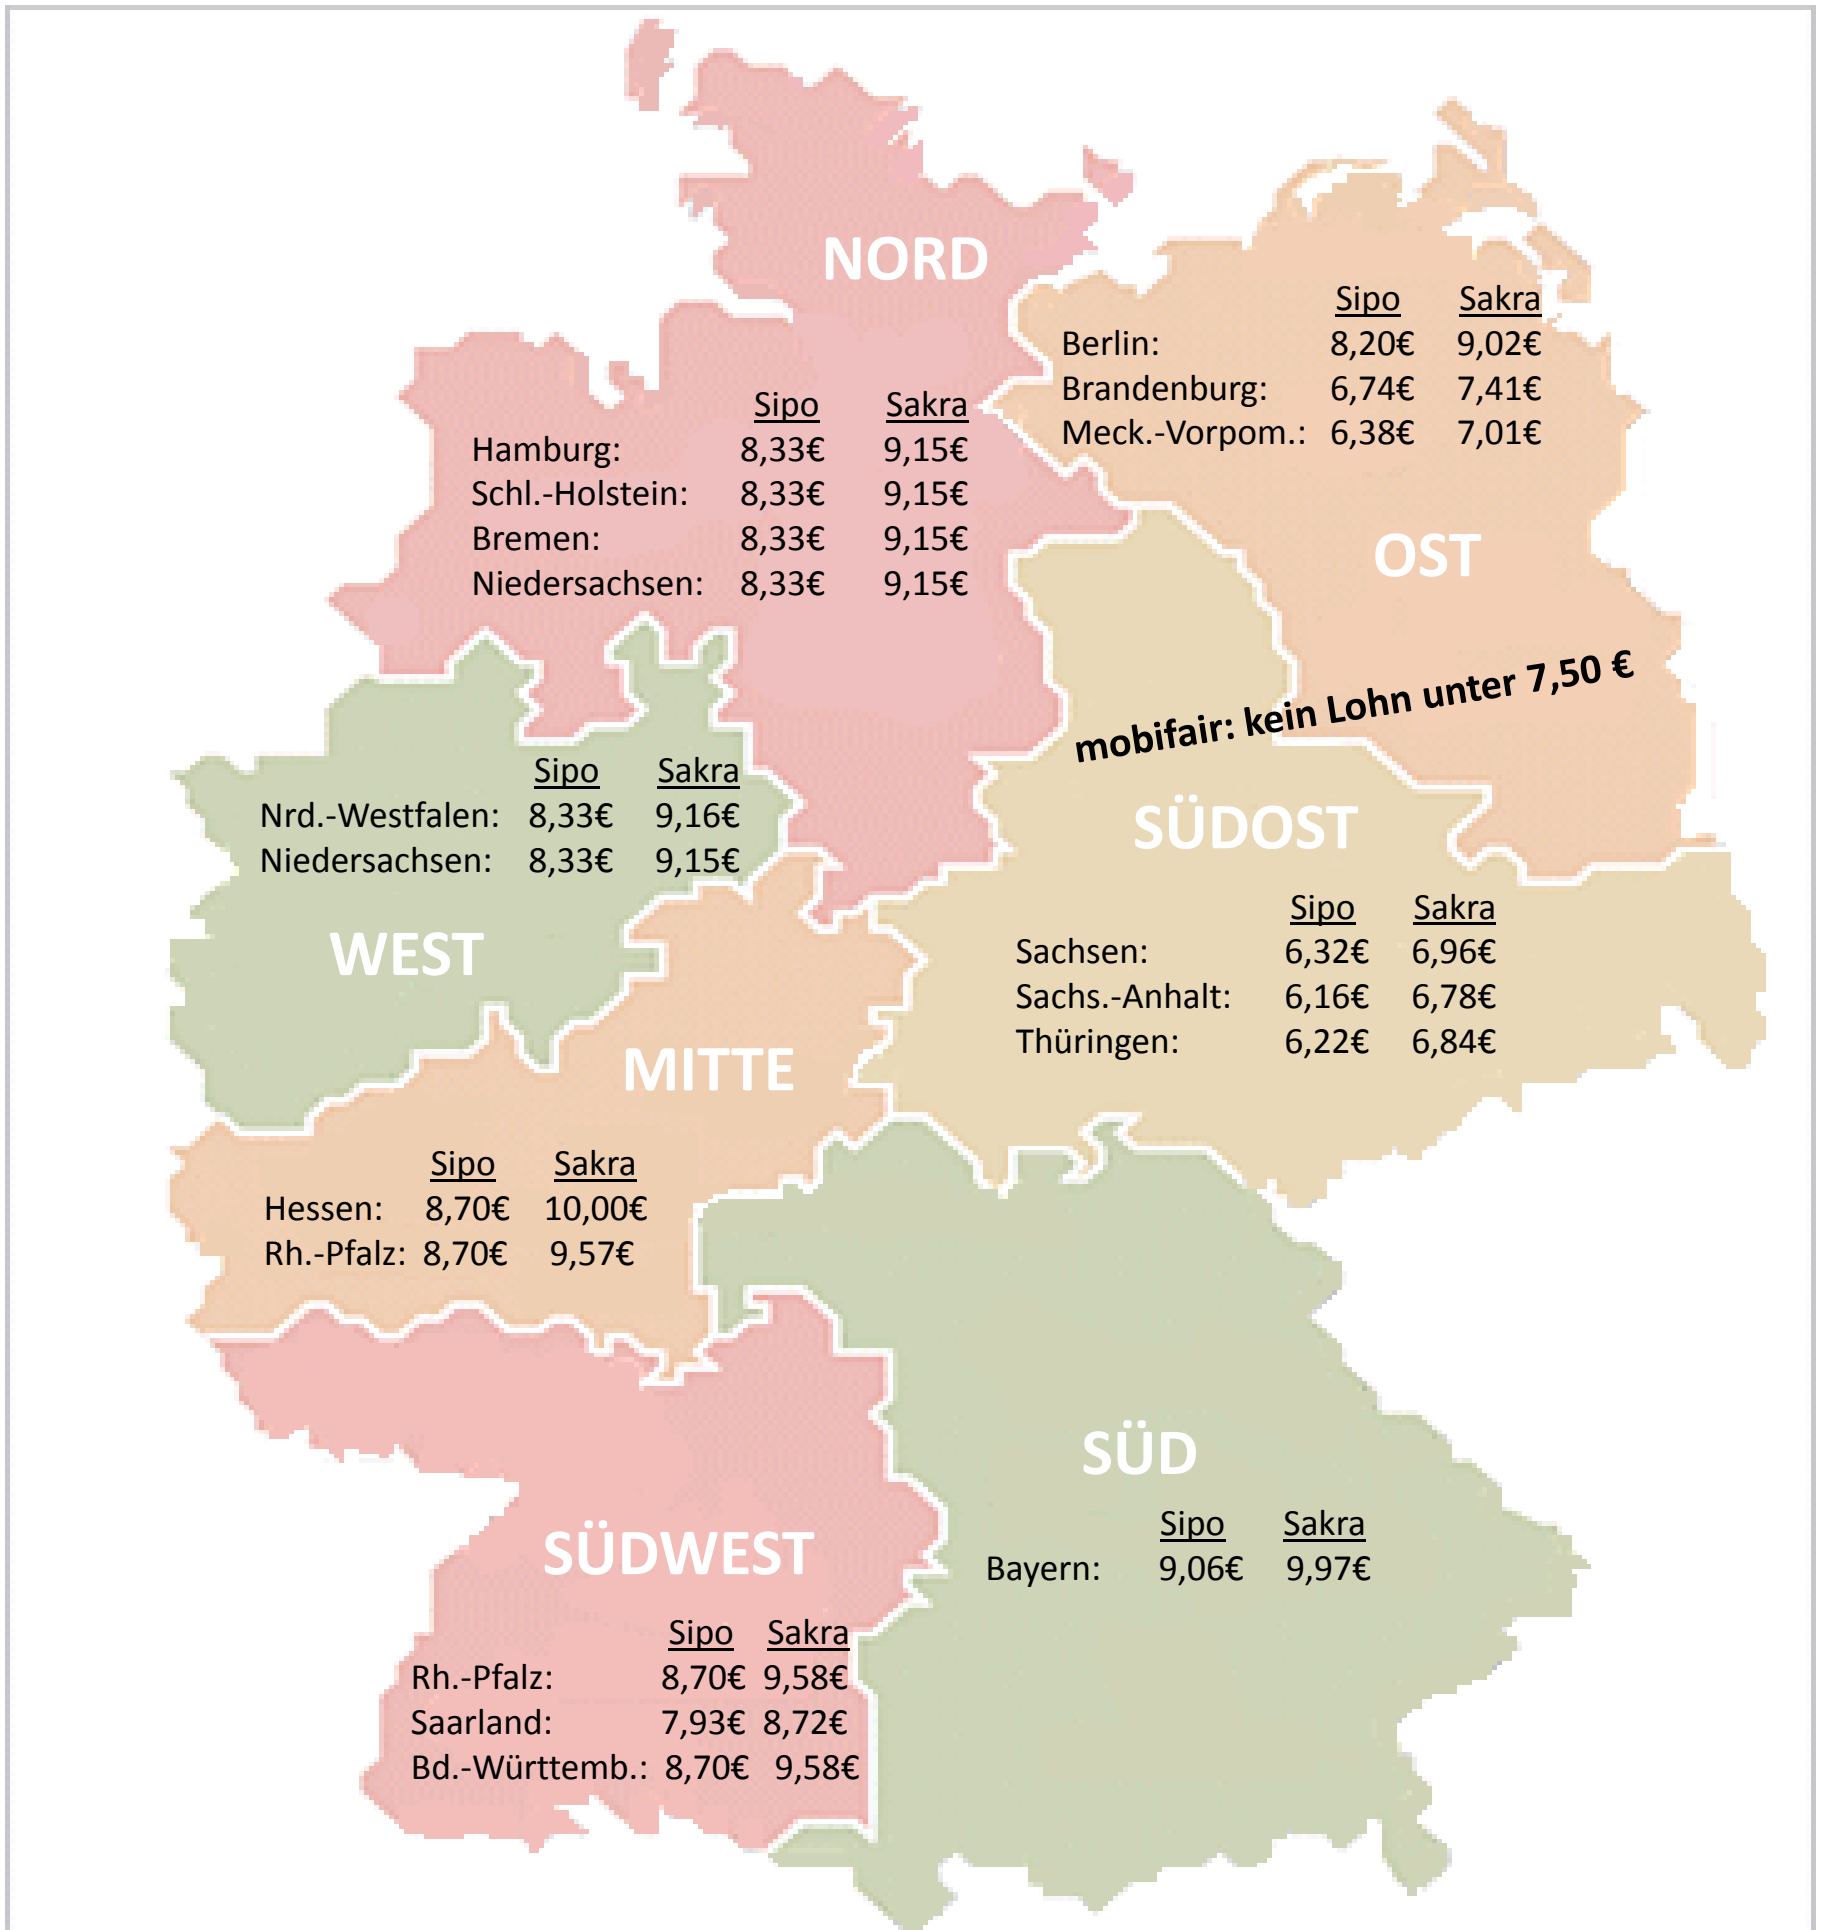 NORD
Sipo Sakra
Hamburg: 8,33€ 9,15€
Schl.-Holstein: 8,33€ 9,15€
Bremen: 8,33€ 9,15€
Niedersachsen: 8,33€ 9,15€
Sipo Sakra
Berlin: 8,20€ 9,02€
Brandenburg: 6,74€ 7,41€
Meck.-Vorpom.: 6,38€ 7,01€
OST
mobifair: kein Lohn unter 7,50 €
Sipo Sakra
Nrd.-Westfalen: 8,33€ 9,16€
Niedersachsen: 8,33€ 9,15€
WEST
SÜDOST
Sipo Sakra
Sachsen: 6,32€ 6,96€
Sachs.-Anhalt: 6,16€ 6,78€
Thüringen: 6,22€ 6,84€
MITTE
Sipo Sakra
Hessen: 8,70€ 10,00€
Rh.-Pfalz: 8,70€ 9,57€
SÜD
Sipo Sakra
Bayern: 9,06€ 9,97€
SÜDWEST
Sipo Sakra
Rh.-Pfalz: 8,70€ 9,58€
Saarland: 7,93€ 8,72€
Bd.-Württemb.: 8,70€ 9,58€